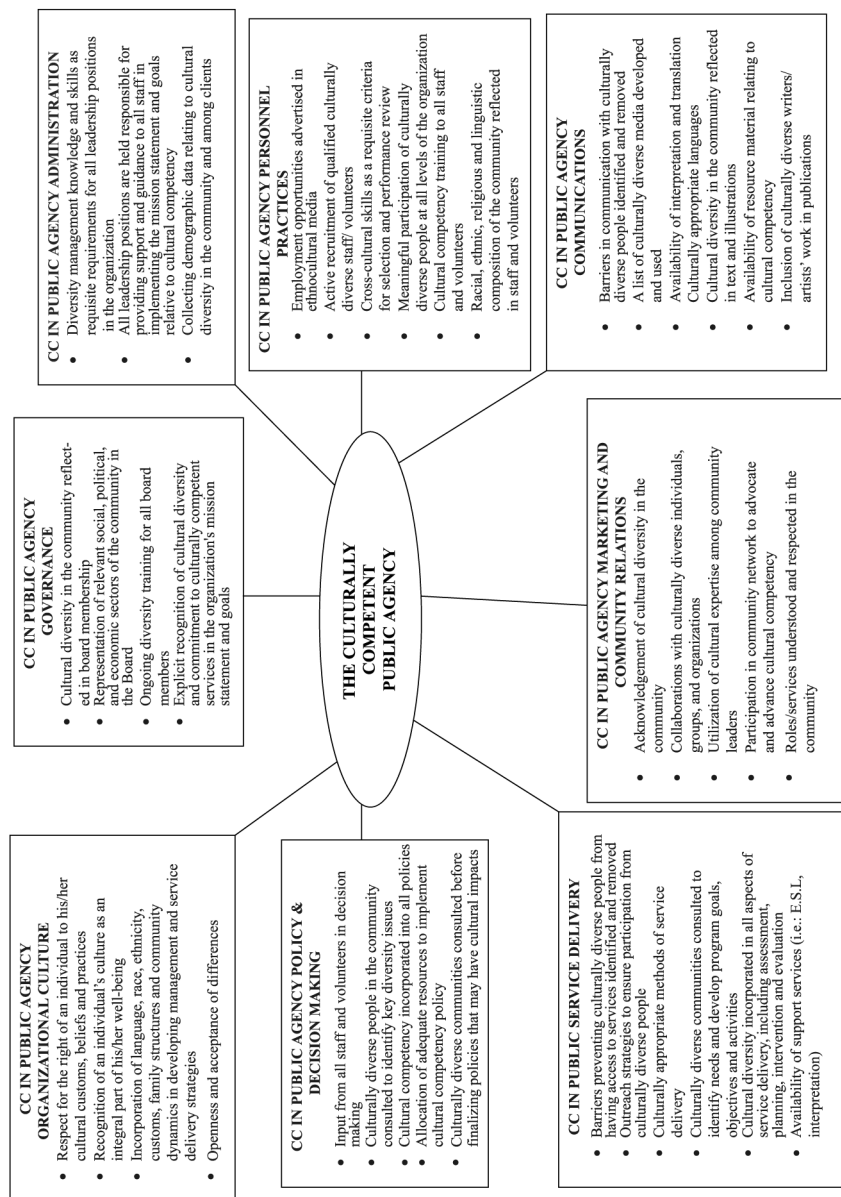 CC IN PUBLIC AGENCY
ORGANIZATIONAL CULTURE
• Respect for the right of an individual to his/her
cultural customs, beliefs and practices
• Recognition of an individual's culture as an
integral part of his/her well-being
• Incorporation of language, race, ethnicity,
customs, family structures and community
dynamics in developing management and service
delivery strategies
• Openness and acceptance of differences
CC IN PUBLIC AGENCY
GOVERNANCE
• Cultural diversity in the community reflect-
ed in board membership
• Representation of relevant social, political,
and economic sectors of the community in
the Board
• Ongoing diversity training for all board
members
• Explicit recognition of cultural diversity
and commitment to culturally competent
services in the organization's mission
statement and goals
CC IN PUBLIC AGENCY ADMINISTRATION
• Diversity management knowledge and skills as
requisite requirements for all leadership positions
in the organization
• All leadership positions are held responsible for
providing support and guidance to all staff in
implementing the mission statement and goals
relative to cultural competency
• Collecting demographic data relating to cultural
diversity in the community and among clients
CC IN PUBLIC AGENCY POLICY &
DECISION MAKING
• Input from all staff and volunteers in decision
making
• Culturally diverse people in the community
consulted to identify key diversity issues
• Cultural competency incorporated into all policies
• Allocation of adequate resources to implement
cultural competency policy
• Culturally diverse communities consulted before
finalizing policies that may have cultural impacts
THE CULTURALLY
COMPETENT
PUBLIC AGENCY
CC IN PUBLIC AGENCY PERSONNEL
PRACTICES
• Employment opportunities advertised in
ethnocultural media
• Active recruitment of qualified culturally
diverse staff/ volunteers
• Cross-cultural skills as a requisite criteria
for selection and performance review
• Meaningful participation of culturally
diverse people at all levels of the organization
• Cultural competency training to all staff
and volunteers
• Racial, ethnic, religious and linguistic
composition of the community reflected
in staff and volunteers
CC IN PUBLIC SERVICE DELIVERY
• Barriers preventing culturally diverse people from
having access to services identified and removed
• Outreach strategies to ensure participation from
culturally diverse people
• Culturally appropriate methods of service
delivery
• Culturally diverse communities consulted to
identify needs and develop program goals,
objectives and activities
• Cultural diversity incorporated in all aspects of
service delivery, including assessment,
planning, intervention and evaluation
• Availability of support services (i.e.: E.S.L,
interpretation)
CC IN PUBLIC AGENCY MARKETING AND
COMMUNITY RELATIONS
• Acknowledgement of cultural diversity in the
community
• Collaborations with culturally diverse individuals,
groups, and organizations
• Utilization of cultural expertise among community
leaders
• Participation in community network to advocate
and advance cultural competency
• Roles/services understood and respected in the
community
CC IN PUBLIC AGENCY
COMMUNICATIONS
• Barriers in communication with culturally
diverse people identified and removed
• A list of culturally diverse media developed
and used
• Availability of interpretation and translation
Culturally appropriate languages
• Cultural diversity in the community reflected
in text and illustrations
• Availability of resource material relating to
cultural competency
• Inclusion of culturally diverse writers/
artists' work in publications